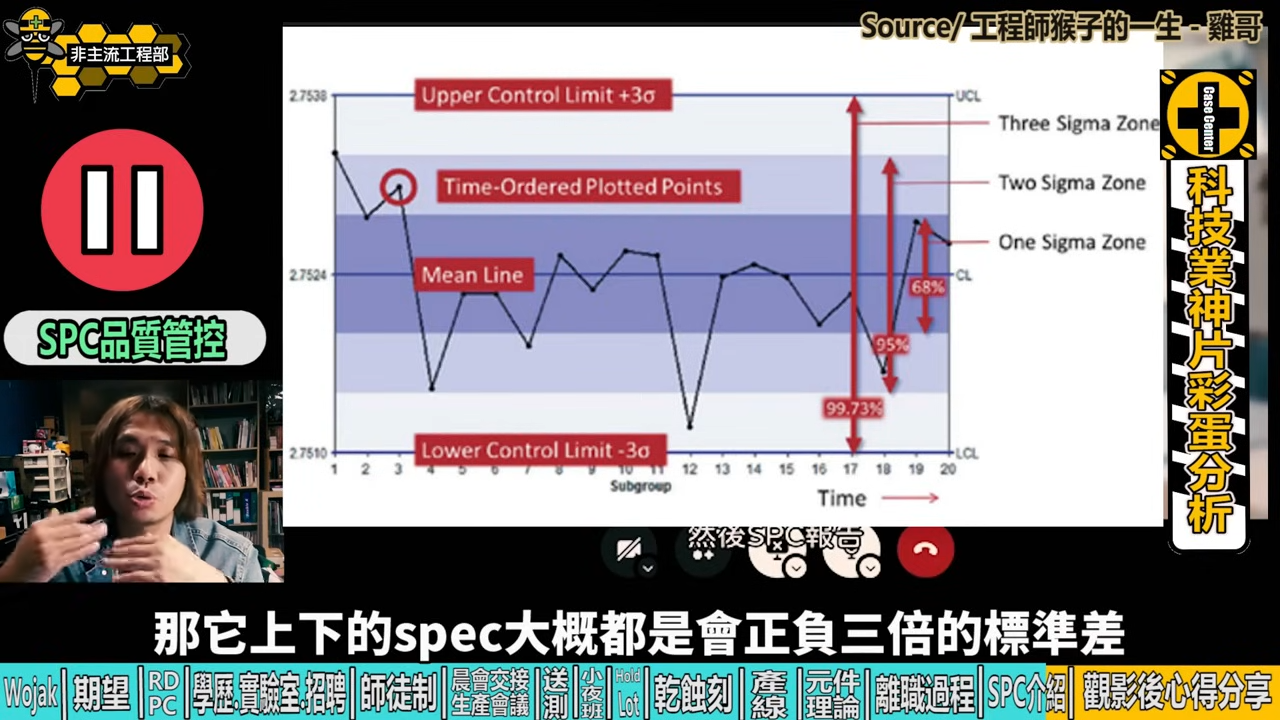 非主流工程部
Source/ 工程師猴子的一生 - 雞哥
Case Center
科技業神片彩蛋分析
SPC品質管控
2.7538
Upper Control Limit +3σ
UCL
Three Sigma Zone
Time-Ordered Plotted Points
Two Sigma Zone
One Sigma Zone
2.7524
Mean Line
CL
68%
95%
99.73%
2.7510
Lower Control Limit -3σ
LCL
1 2 3 4 5 6 7 8 9 10 11 12 13 14 15 16 17 18 19 20
Subgroup
Time
然後SPC報告
那它上下的spec大概都是會正負三倍的標準差
Wojak
期望
RD
PC
學歷.實驗室.招聘
師徒制
晨會交接
生產會議
送測
小夜班
Hold
Lot
乾蝕刻
產線
元件
理論
離職過程
SPC介紹
觀影後心得分享